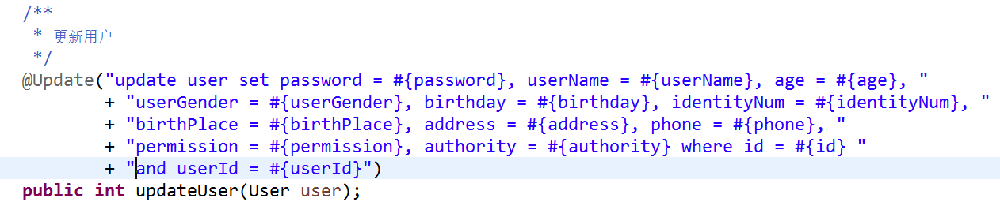 /**
 * 更新用户
 */
@Update("update user set password = #{password}, userName = #{userName}, age = #{age}, "
        + "userGender = #{userGender}, birthday = #{birthday}, identityNum = #{identityNum}, "
        + "birthPlace = #{birthPlace}, address = #{address}, phone = #{phone}, "
        + "permission = #{permission}, authority = #{authority} where id = #{id} "
        + "and userId = #{userId}")
public int updateUser(User user);